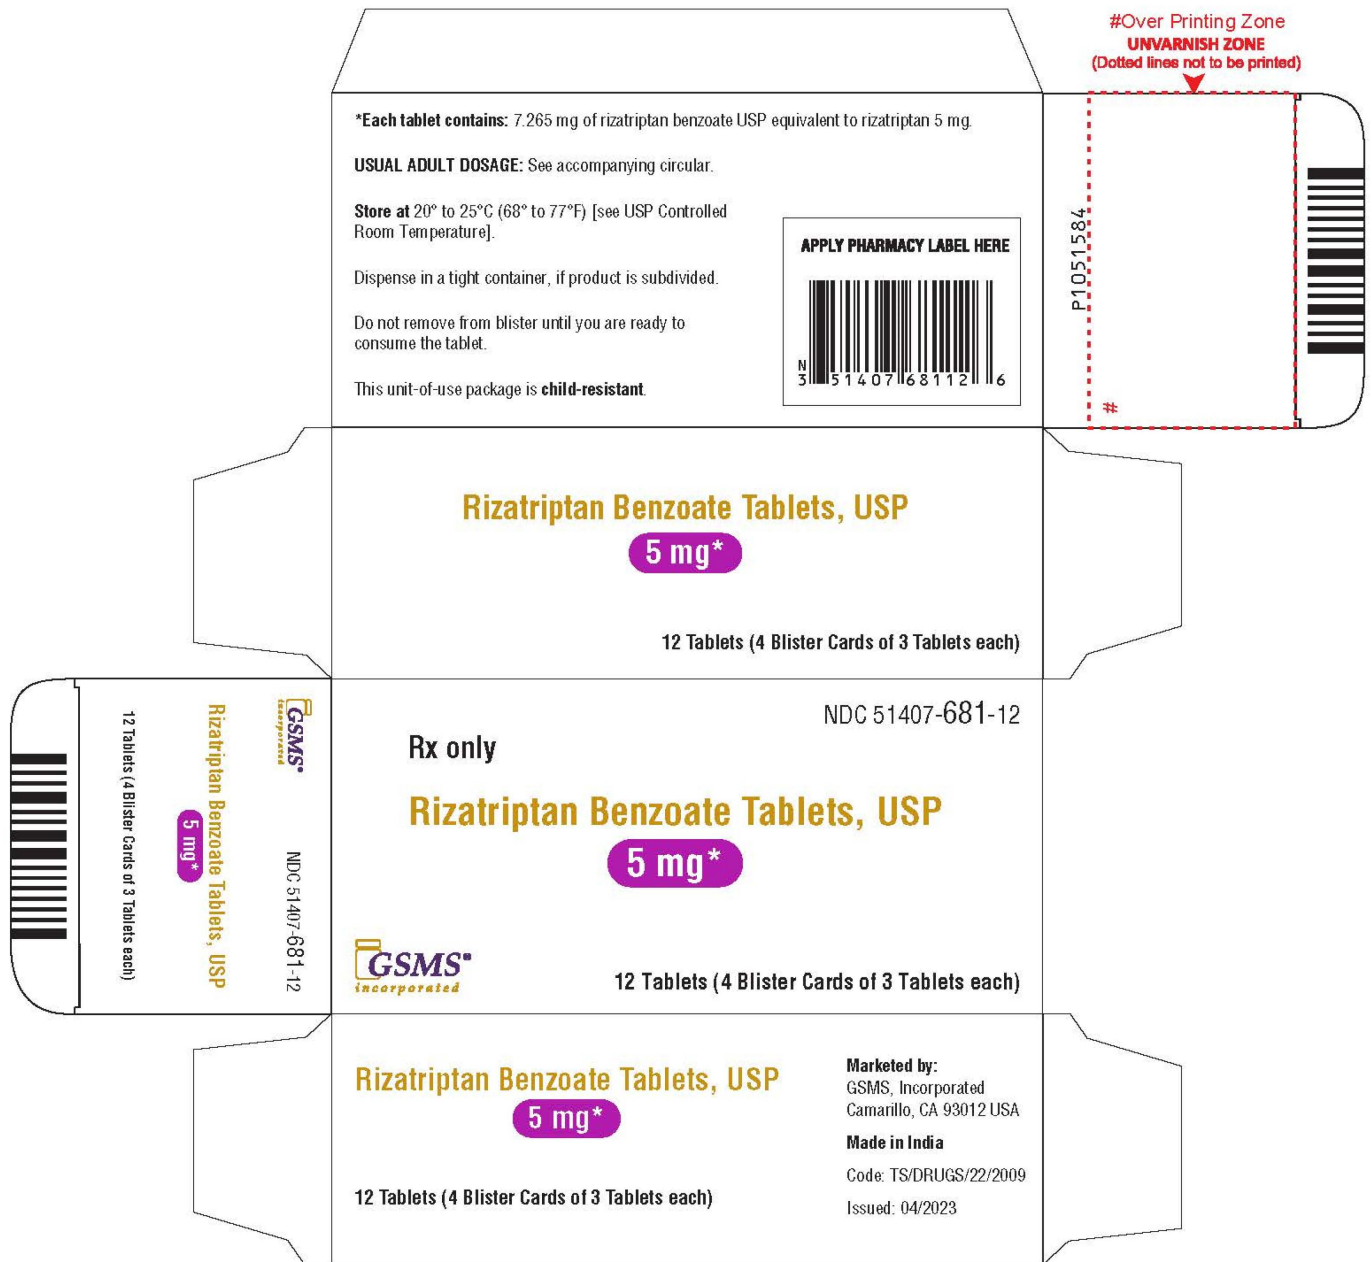 #Over Printing Zone
UNVARNISH ZONE
(Dotted lines not to be printed)
*Each tablet contains: 7.265 mg of rizatriptan benzoate USP equivalent to rizatriptan 5 mg.
USUAL ADULT DOSAGE: See accompanying circular.
Store at 20° to 25°C (68° to 77°F) [see USP Controlled
Room Temperature].
Dispense in a tight container, if product is subdivided.
Do not remove from blister until you are ready to
consume the tablet.
This unit-of-use package is child-resistant.
APPLY PHARMACY LABEL HERE
N
3 51407 68112 6
P1051584
#
Rizatriptan Benzoate Tablets, USP
5 mg*
12 Tablets (4 Blister Cards of 3 Tablets each)
GSMS®
incorporated
NDC 51407-681-12
Rizatriptan Benzoate Tablets, USP
5 mg*
12 Tablets (4 Blister Cards of 3 Tablets each)
NDC 51407-681-12
Rx only
Rizatriptan Benzoate Tablets, USP
5 mg*
GSMS®
incorporated
12 Tablets (4 Blister Cards of 3 Tablets each)
Rizatriptan Benzoate Tablets, USP
5 mg*
12 Tablets (4 Blister Cards of 3 Tablets each)
Marketed by:
GSMS, Incorporated
Camarillo, CA 93012 USA
Made in India
Code: TS/DRUGS/22/2009
Issued: 04/2023